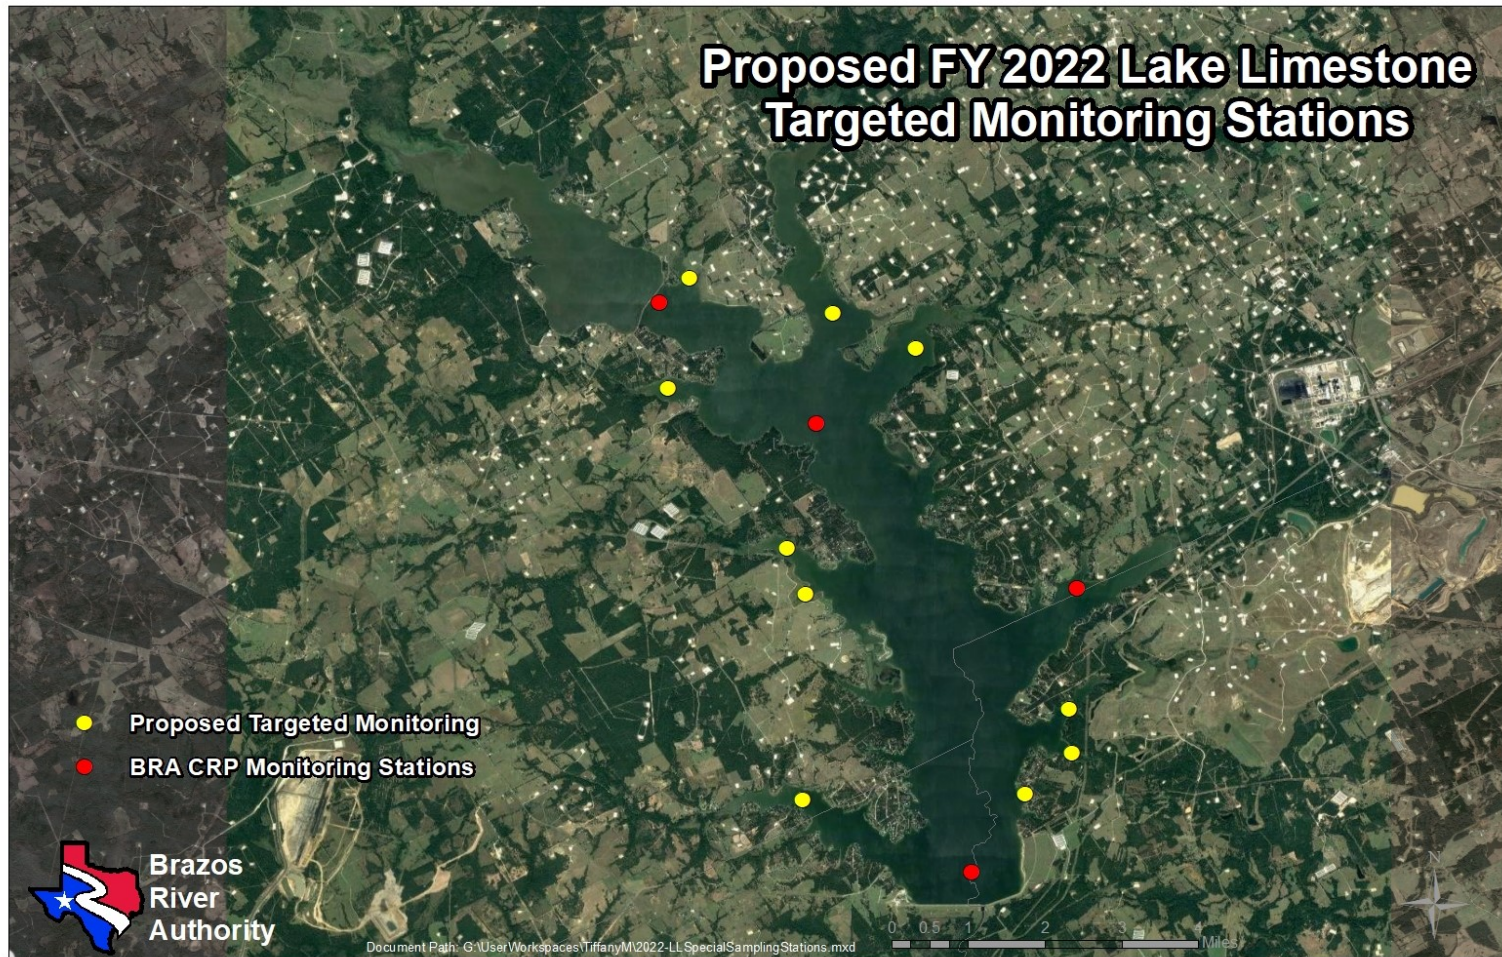 Proposed FY 2022 Lake Limestone
Targeted Monitoring Stations
Proposed Targeted Monitoring
BRA CRP Monitoring Stations
Brazos
River
Authority
Document Path: G:\UserWorkspaces\TiffanyM\2022-LLSpecialSamplingStations.mxd
N
0 0.5 1 2 3 4
Miles